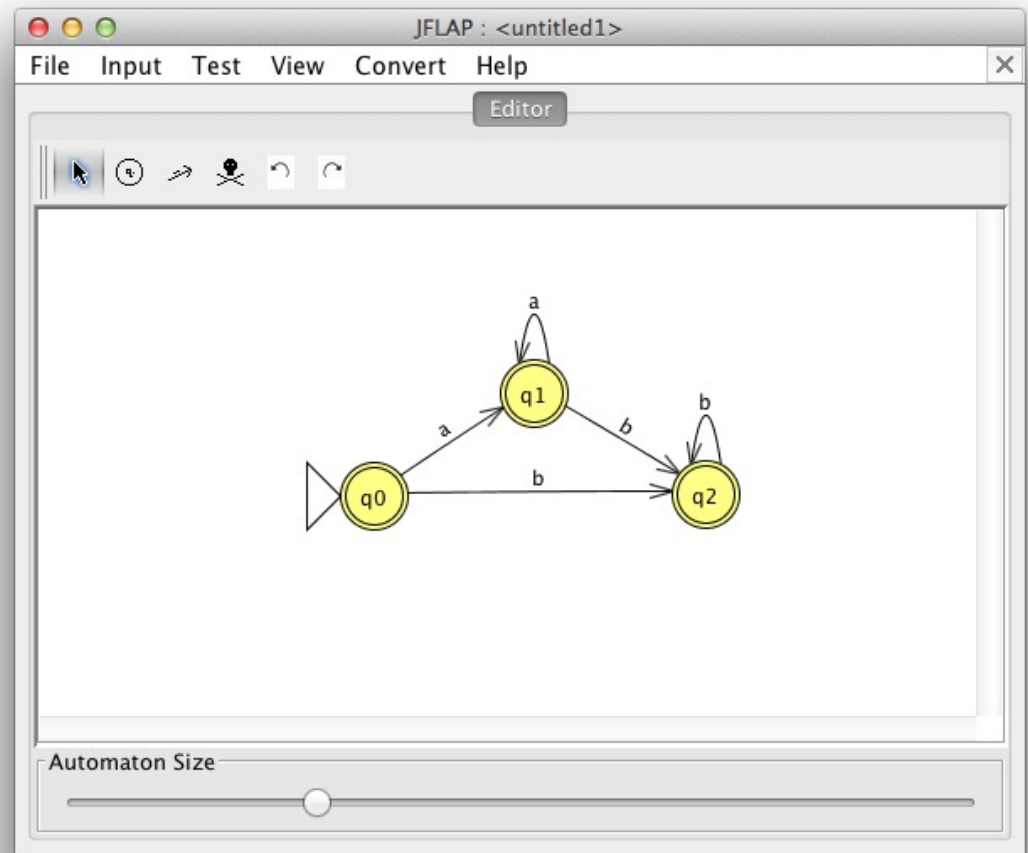 JFLAP : <untitled1>
File Input Test View Convert Help
Editor
a
q1
b
a
b
q0
b
q2
Automaton Size